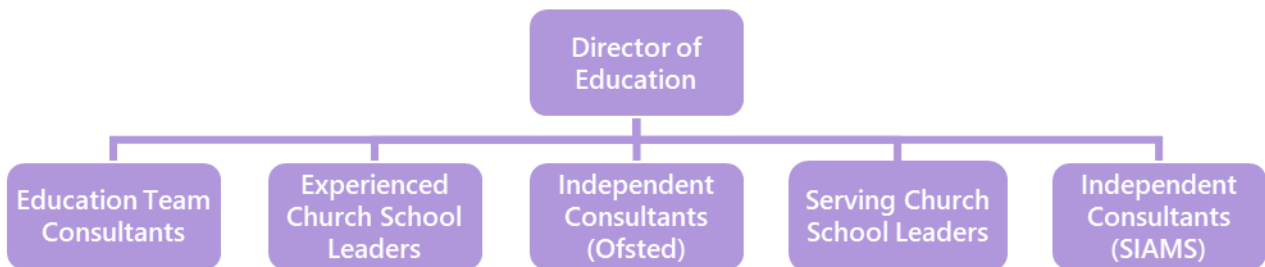 Director of
Education
Education Team
Consultants
Experienced
Church School
Leaders
Independent
Consultants
(Ofsted)
Serving Church
School Leaders
Independent
Consultants
(SIAMS)